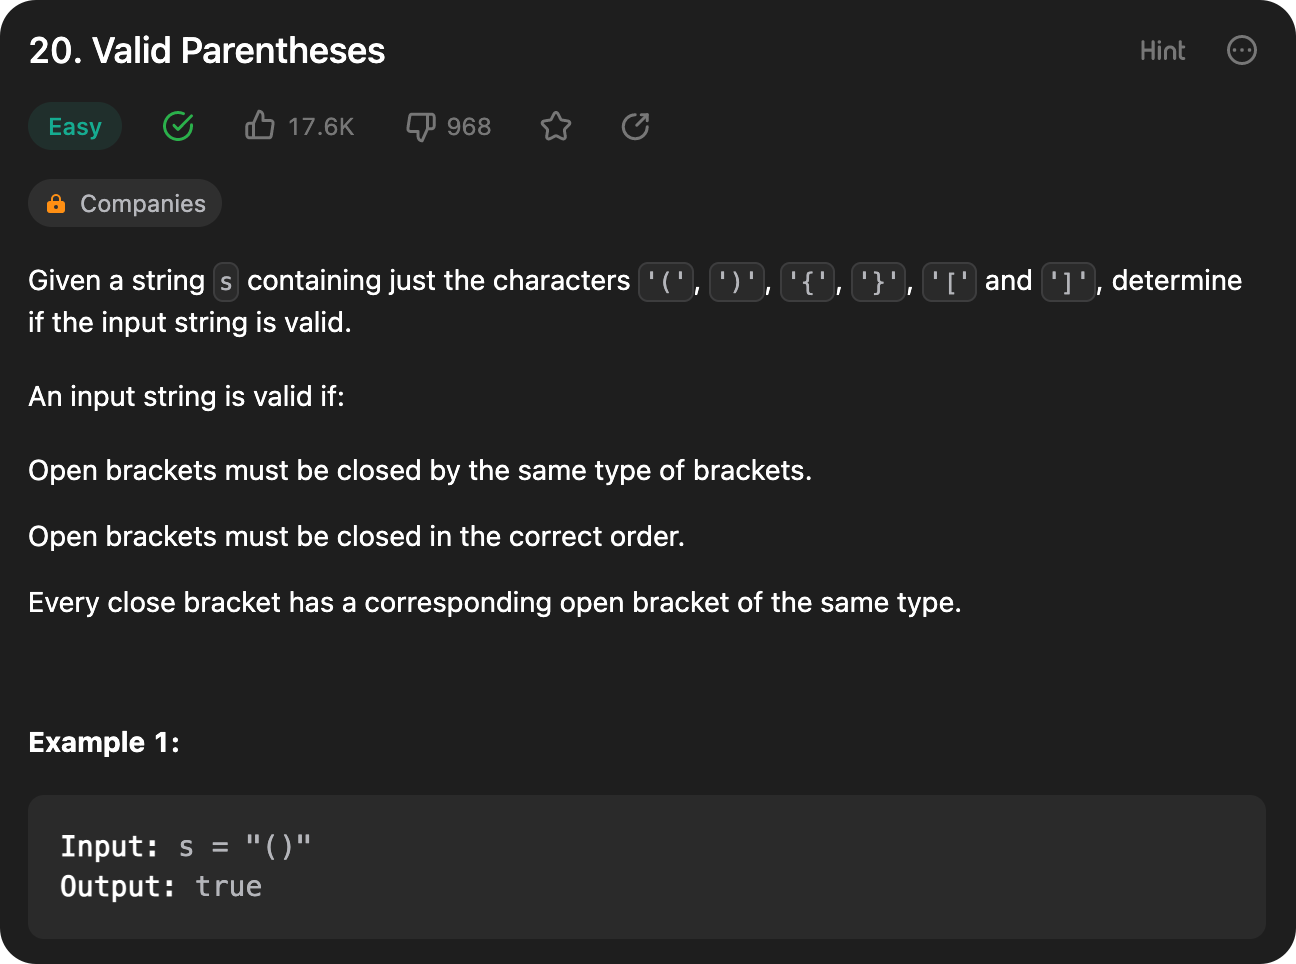 20. Valid Parentheses
Hint
Easy
17.6K
968
Companies
Given a string s containing just the characters '(', ')', '{', '}', '[' and ']', determine
if the input string is valid.
An input string is valid if:
Open brackets must be closed by the same type of brackets.
Open brackets must be closed in the correct order.
Every close bracket has a corresponding open bracket of the same type.
Example 1:
Input: s = "()"
Output: true